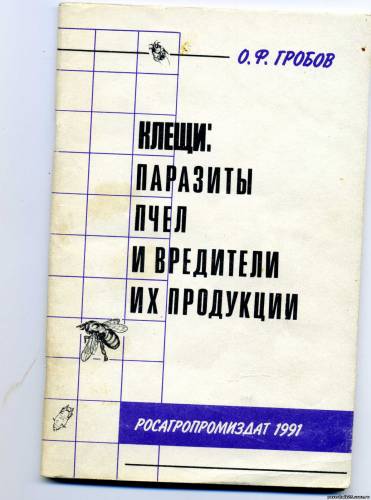 О.Ф. ГРОБОВ
КЛЕЩИ:
ПАРАЗИТЫ
ПЧЕЛ
И ВРЕДИТЕЛИ
ИХ ПРОДУКЦИИ
РОСАГРОПРОМИЗДАТ 1991